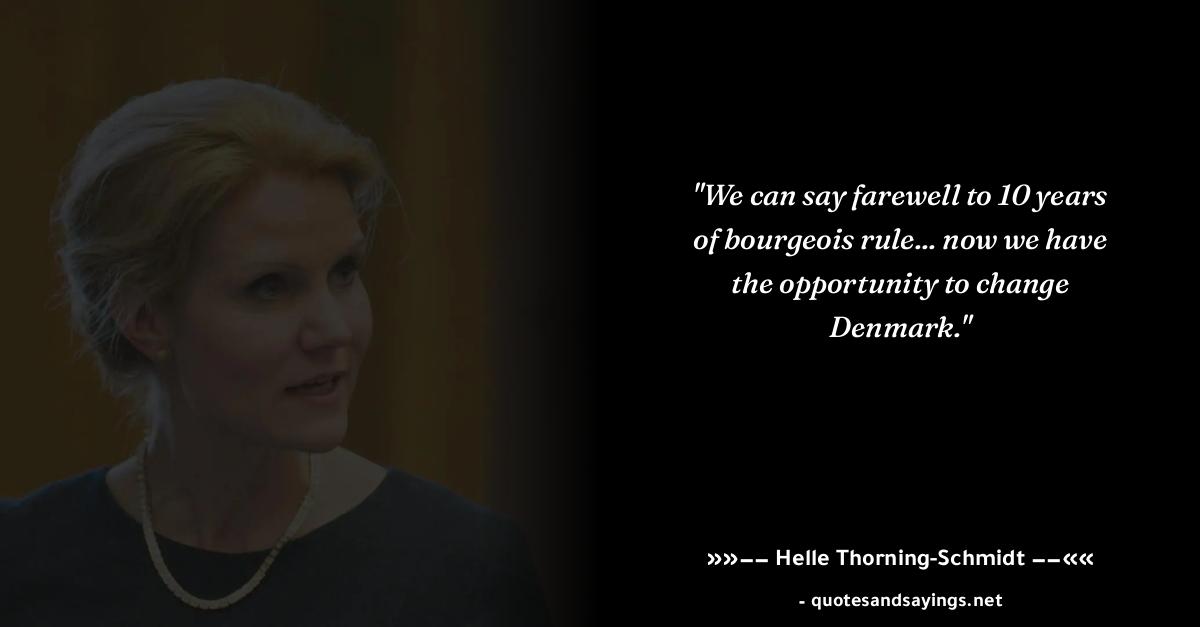 "We can say farewell to 10 years
of bourgeois rule... now we have
the opportunity to change
Denmark."
»»–– Helle Thorning-Schmidt ––««
- quotesandsayings.net